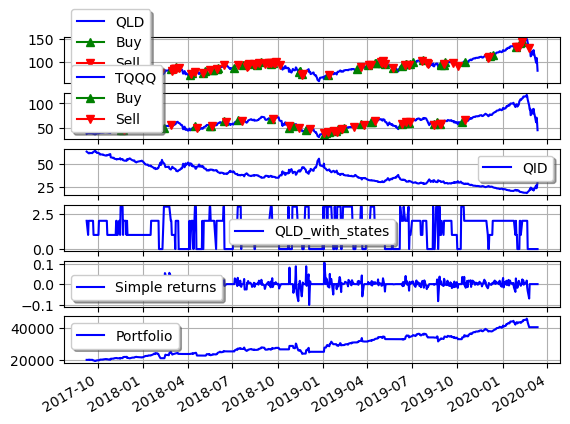 QLD
Buy
Sell
150
100
TQQQ
Buy
Sell
100
50
QID
50
25
QLD_with_states
2.5
0.0
Simple returns
0.1
0.0
−0.1
Portfolio
40000
20000
2017-10
2018-01
2018-04
2018-07
2018-10
2019-01
2019-04
2019-07
2019-10
2020-01
2020-04